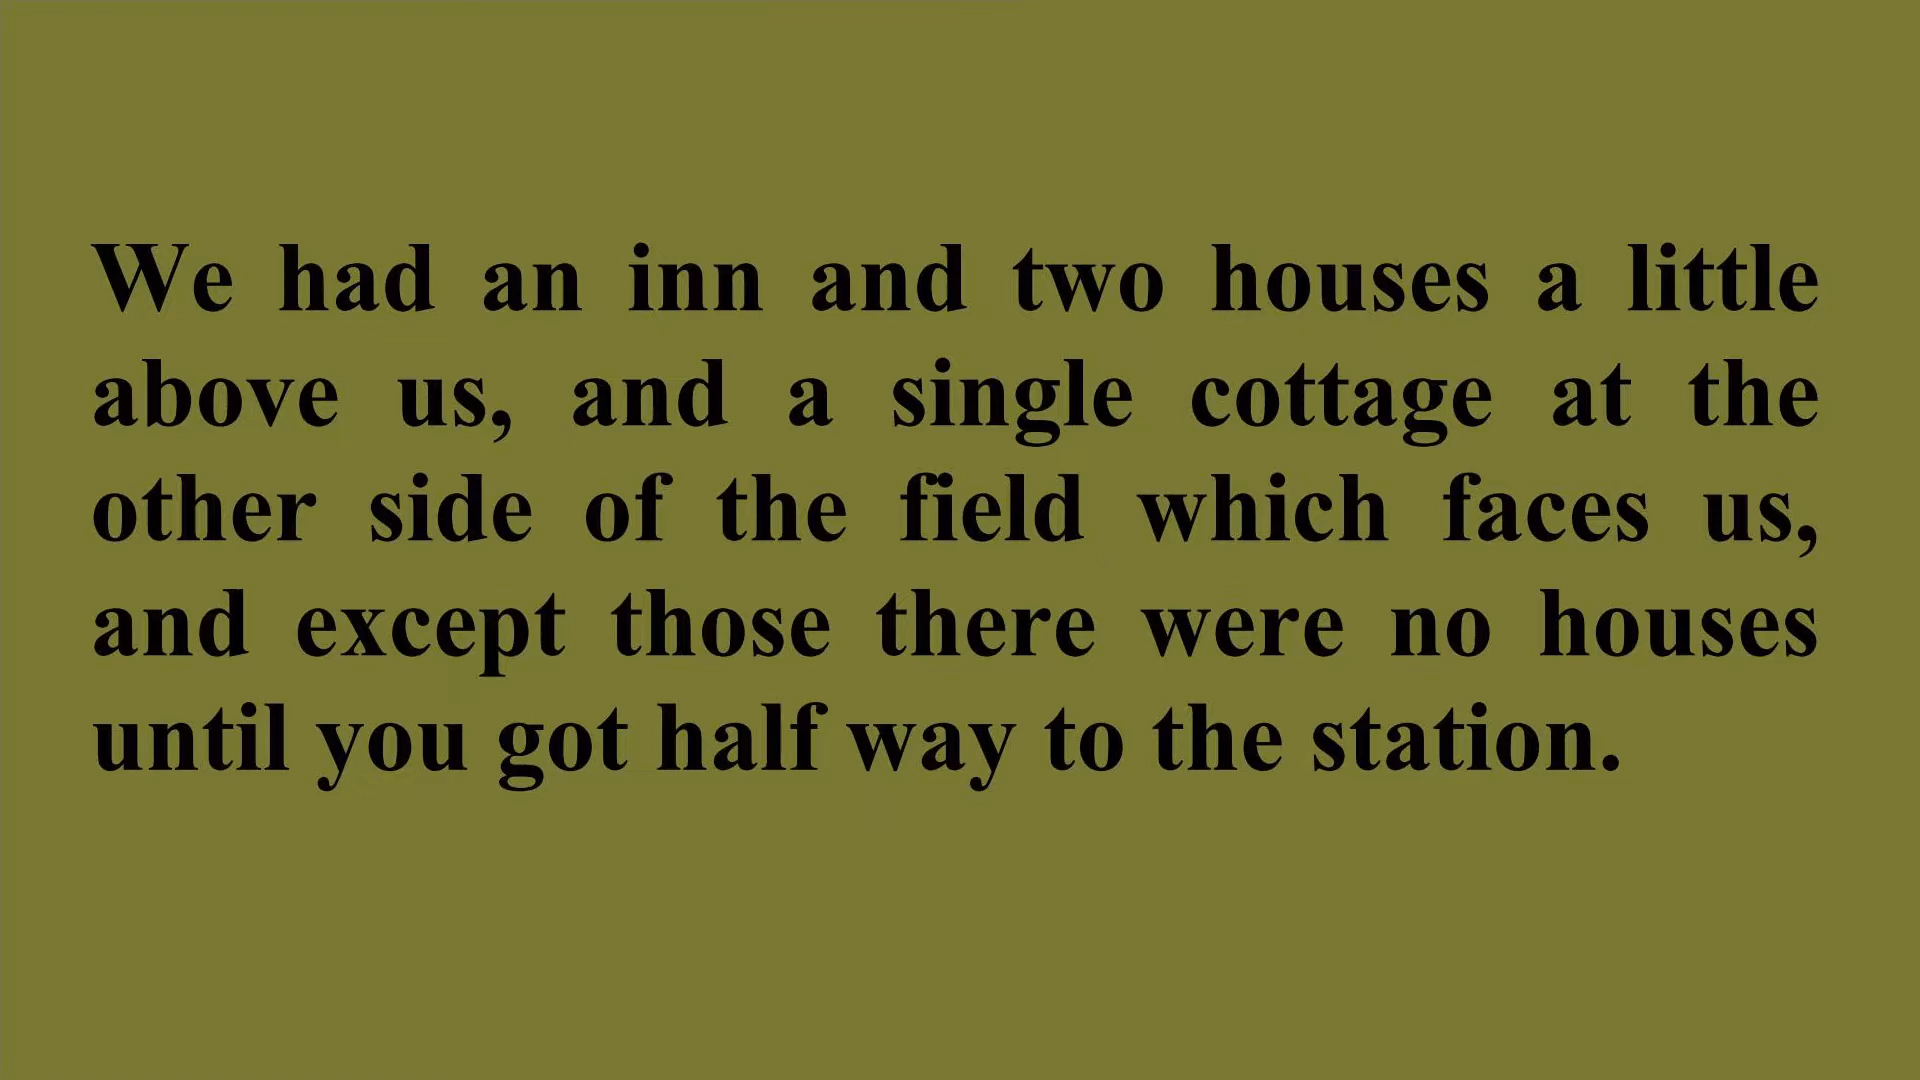 We had an inn and two houses a little
above us, and a single cottage at the
other side of the field which faces us,
and except those there were no houses
until you got half way to the station.